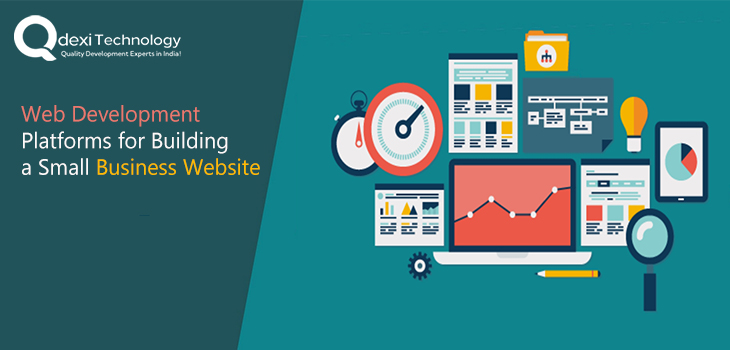 Qdexi Technology
Quality Development Experts in India!
Web Development
Platforms for Building
a Small Business Website